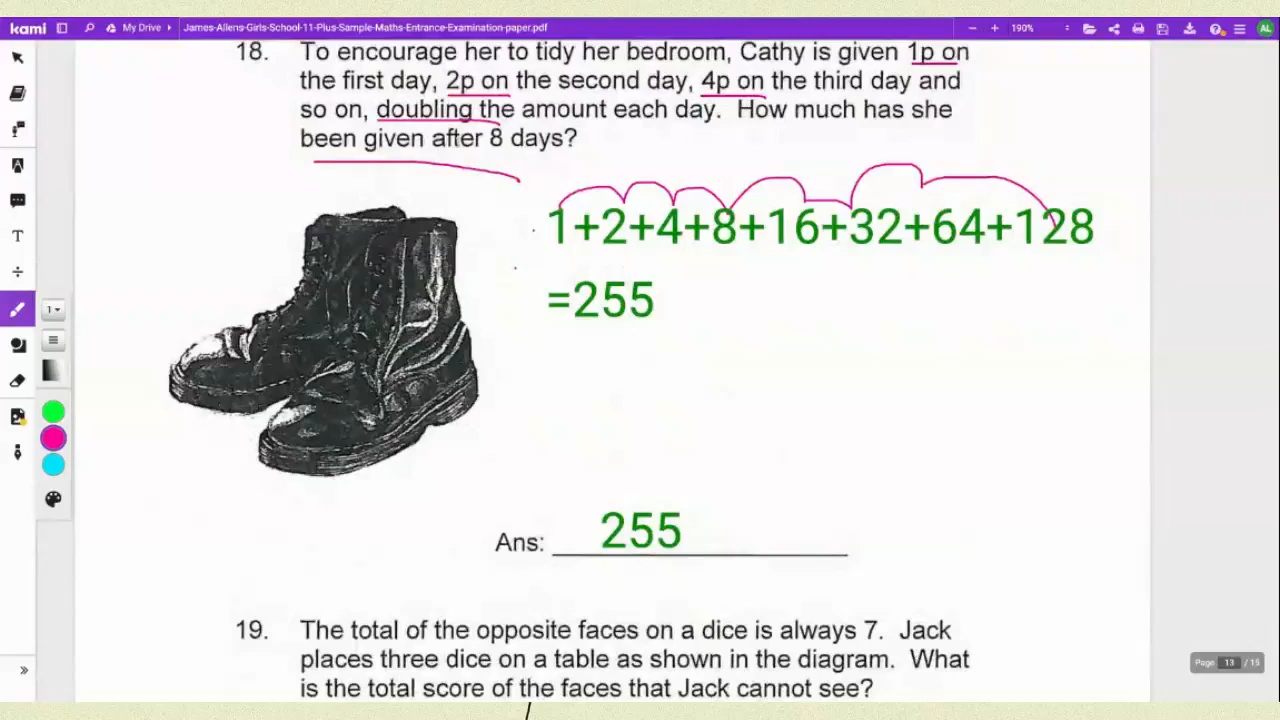 kami My Drive James-Allens-Girls-School-11-Plus-Sample-Maths-Entrance-Examination-paper.pdf 190% AL
18. To encourage her to tidy her bedroom, Cathy is given 1p on
the first day, 2p on the second day, 4p on the third day and
so on, doubling the amount each day. How much has she
been given after 8 days?
1+2+4+8+16+32+64+128
=255
1
Ans: 255
19. The total of the opposite faces on a dice is always 7. Jack
places three dice on a table as shown in the diagram. What
is the total score of the faces that Jack cannot see?
Page 13 / 15